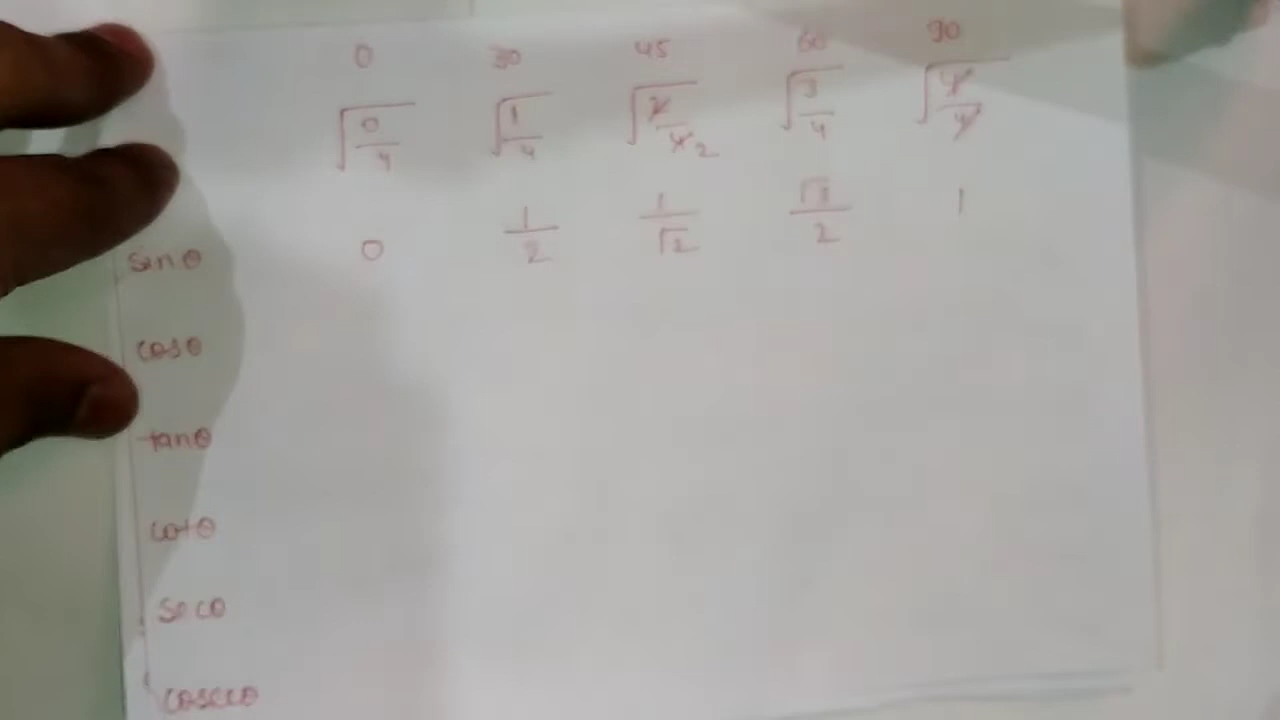 0 30 45 60 90
√0/4 √1/4 √2/4 2 √3/4 √4/4
sinθ 0 1/2 1/√2 √3/2 1
cosθ
tanθ
cotθ
secθ
cosecθ